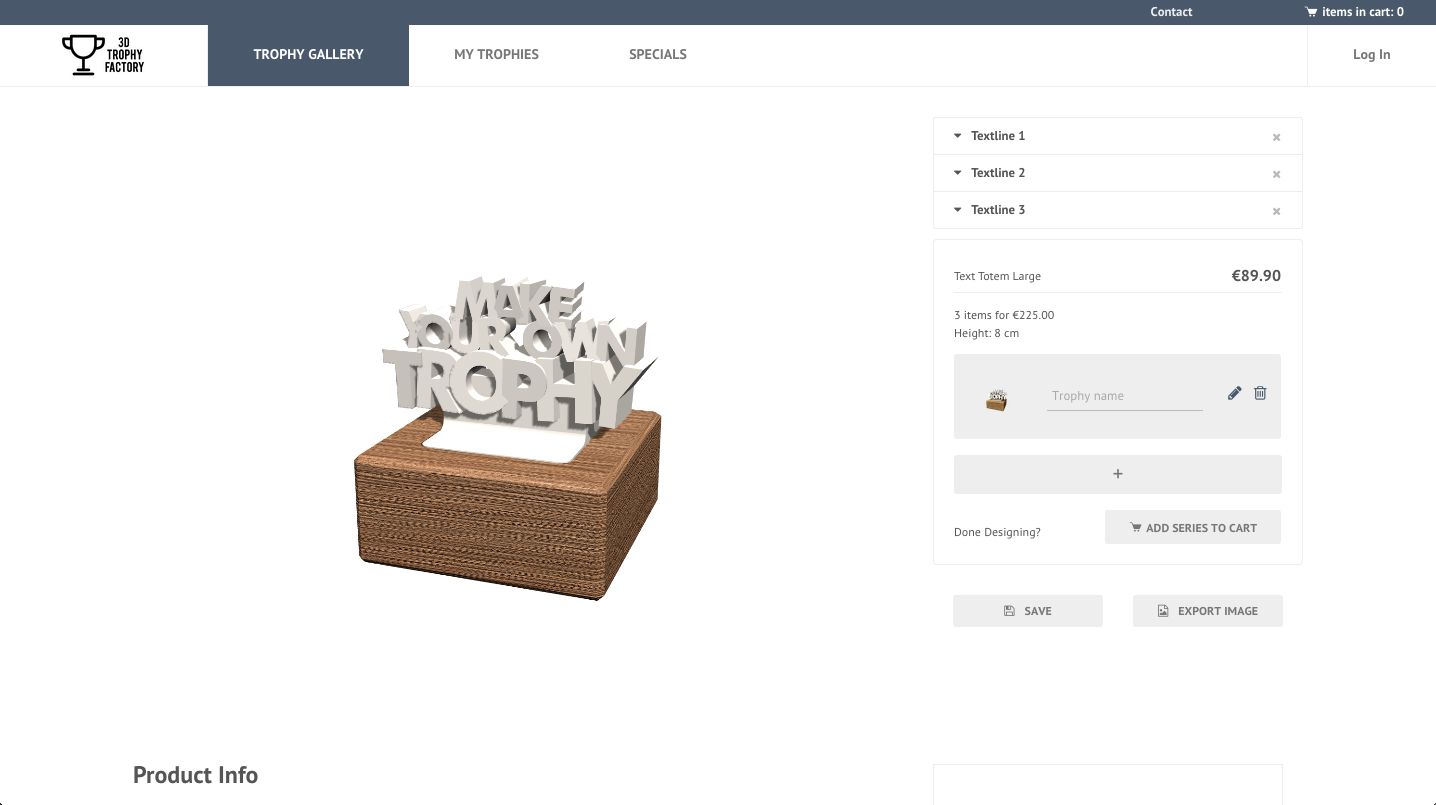 Contact
items in cart: 0
3D
TROPHY
FACTORY
TROPHY GALLERY
MY TROPHIES
SPECIALS
Log In
MAKE
YOUR OWN
TROPHY
Textline 1
Textline 2
Textline 3
Text Totem Large
€89.90
3 items for €225.00
Height: 8 cm
Trophy name
+
Done Designing?
ADD SERIES TO CART
SAVE
EXPORT IMAGE
Product Info